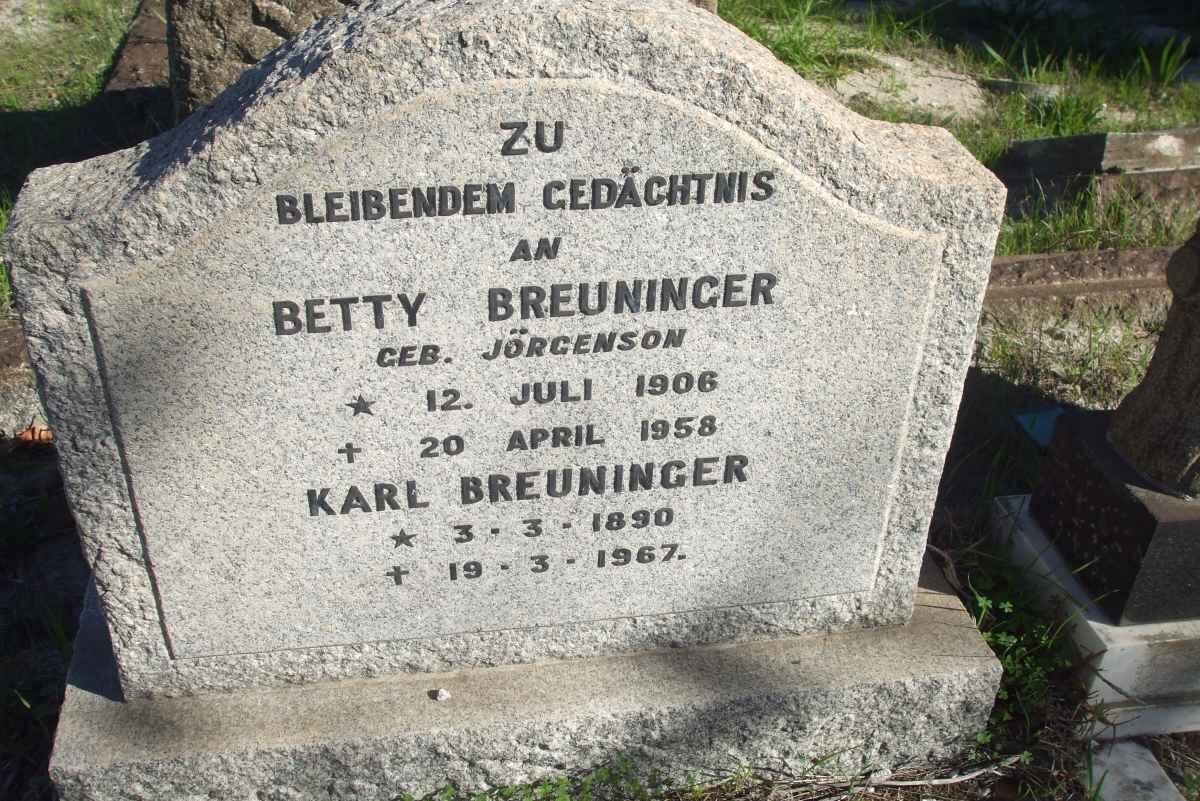 ZU
BLEIBENDEM GEDÄCHTNIS
AN
BETTY BREUNINGER
GEB. JÖRGENSON
★ 12. JULI 1906
✝ 20 APRIL 1958
KARL BREUNINGER
★ 3 - 3 - 1890
✝ 19 - 3 - 1967.